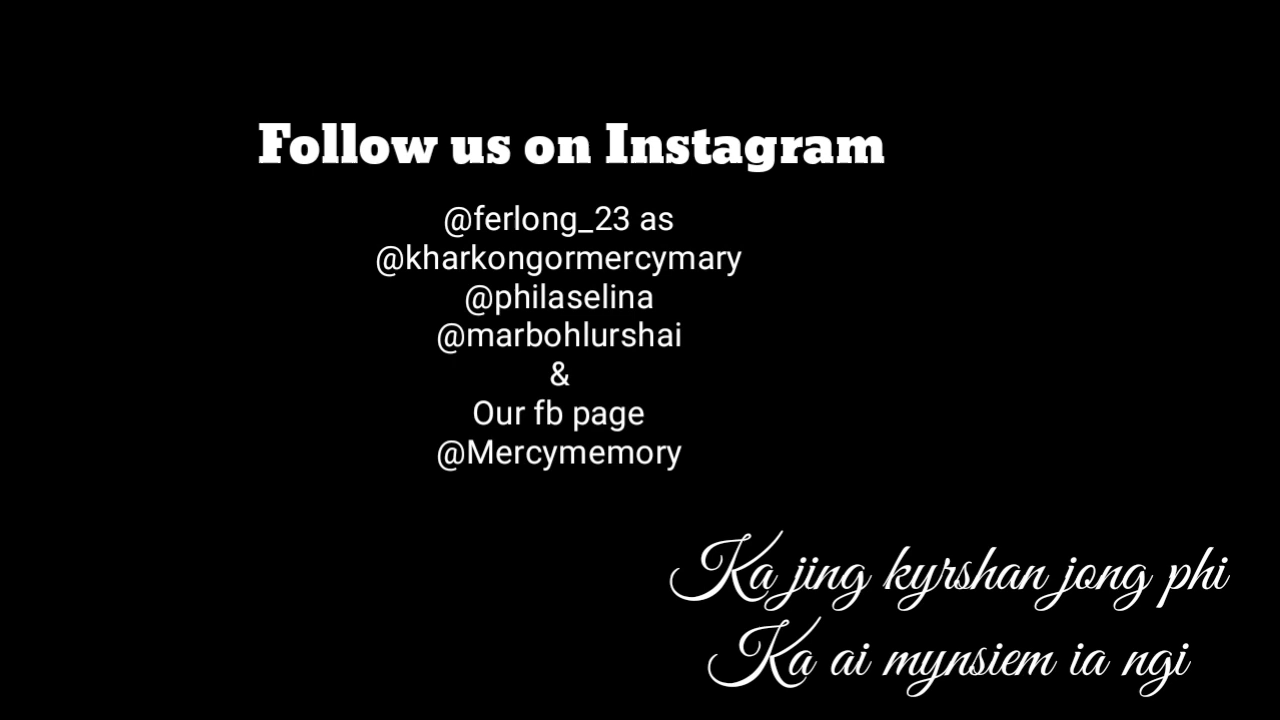 Follow us on Instagram
@ferlong_23 as
@kharkongormercymary
@philaselina
@marbohlurshai
&
Our fb page
@Mercymemory
Ka jing kyrshan jong phi
Ka ai mynsiem ia ngi